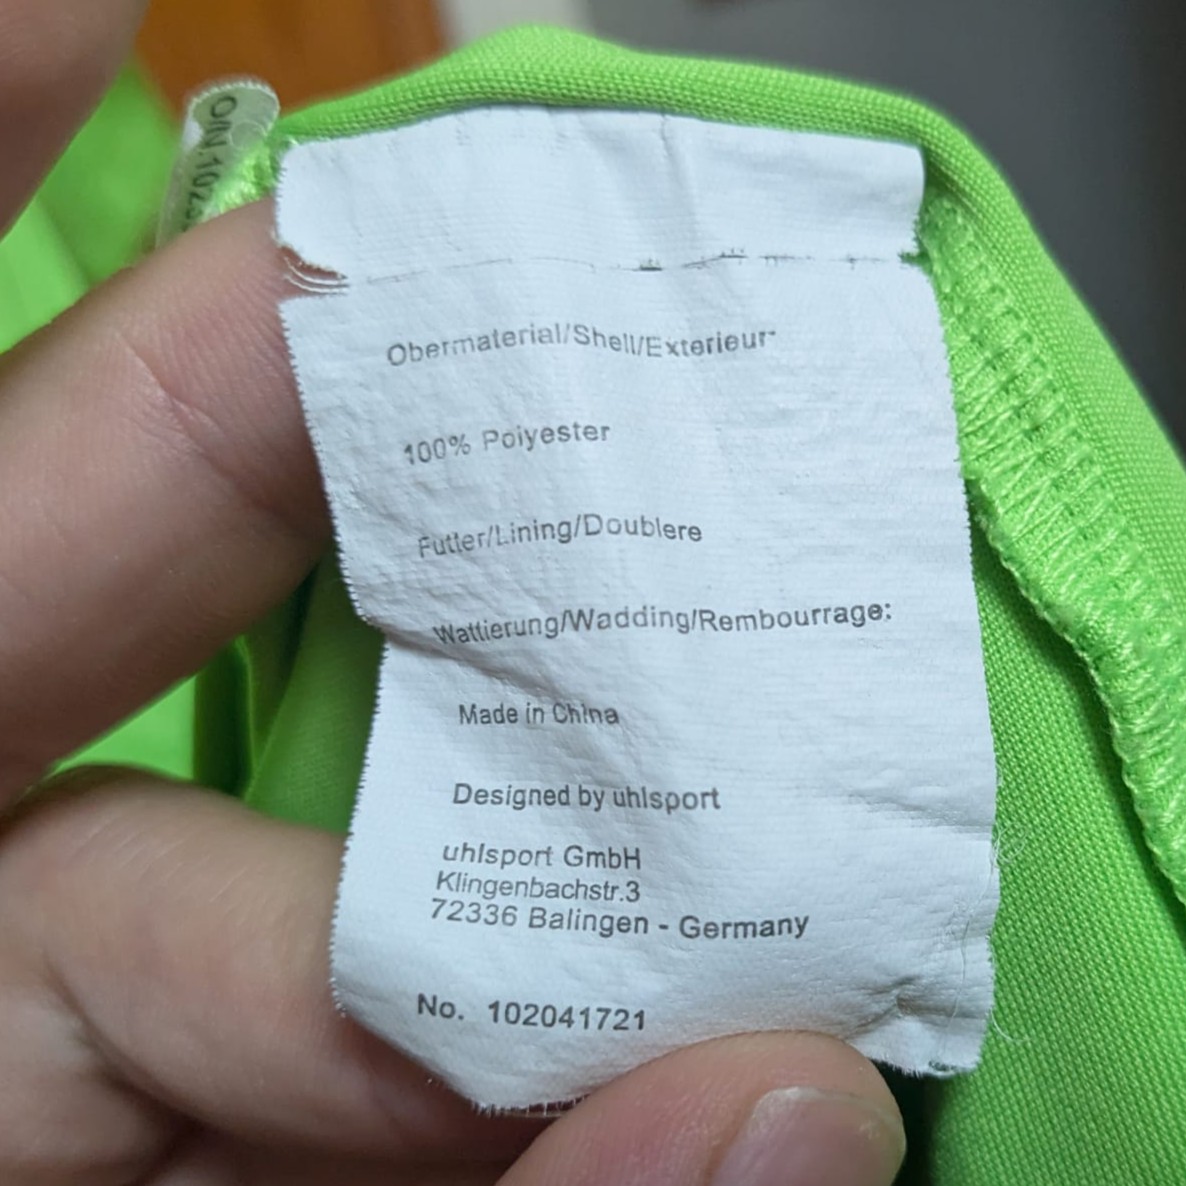 O/N 102
Obermaterial/Shell/Exterieur
100% Polyester
Futter/Lining/Doublere
Wattierung/Wadding/Rembourrage:
Made in China
Designed by uhlsport
uhlsport GmbH
Klingenbachstr.3
72336 Balingen - Germany
No. 102041721